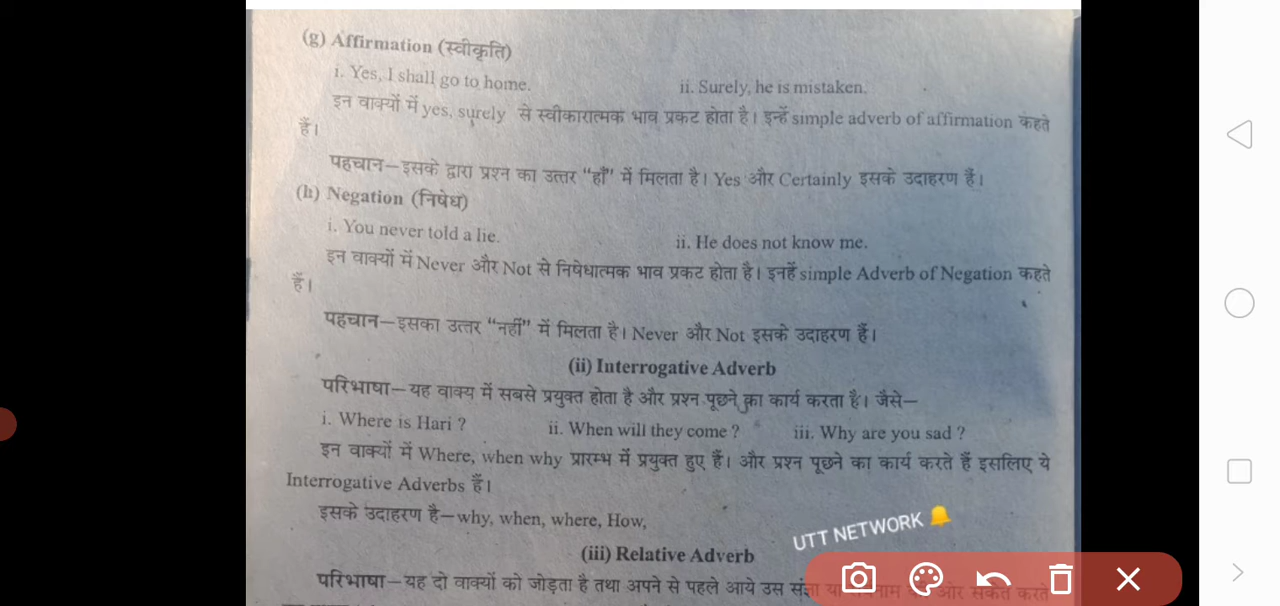 (g) Affirmation (स्वीकृति)
i. Yes, I shall go to home. ii. Surely, he is mistaken.
इन वाक्यों में yes, surely से स्वीकारात्मक भाव प्रकट होता है। इन्हें simple adverb of affirmation कहते
हैं।
पहचान–इसके द्वारा प्रश्न का उत्तर “हाँ” में मिलता है। Yes और Certainly इसके उदाहरण हैं।
(h) Negation (निषेध)
i. You never told a lie. ii. He does not know me.
इन वाक्यों में Never और Not से निषेधात्मक भाव प्रकट होता है। इनहें simple Adverb of Negation कहते
हैं।
पहचान–इसका उत्तर “नहीं” में मिलता है। Never और Not इसके उदाहरण हैं।
(ii) Interrogative Adverb
परिभाषा–यह वाक्य में सबसे प्रयुक्त होता है और प्रश्न पूछने का कार्य करता है। जैसे–
i. Where is Hari ? ii. When will they come ? iii. Why are you sad ?
इन वाक्यों में Where, when why प्रारम्भ में प्रयुक्त हुए हैं। और प्रश्न पूछने का कार्य करते हैं इसलिए ये
Interrogative Adverbs हैं।
इसके उदाहरण है–why, when, where, How,
UTT NETWORK
(iii) Relative Adverb
परिभाषा–यह दो वाक्यों को जोड़ता है तथा अपने से पहले आये उस संज्ञा या की ओर संकेत करते